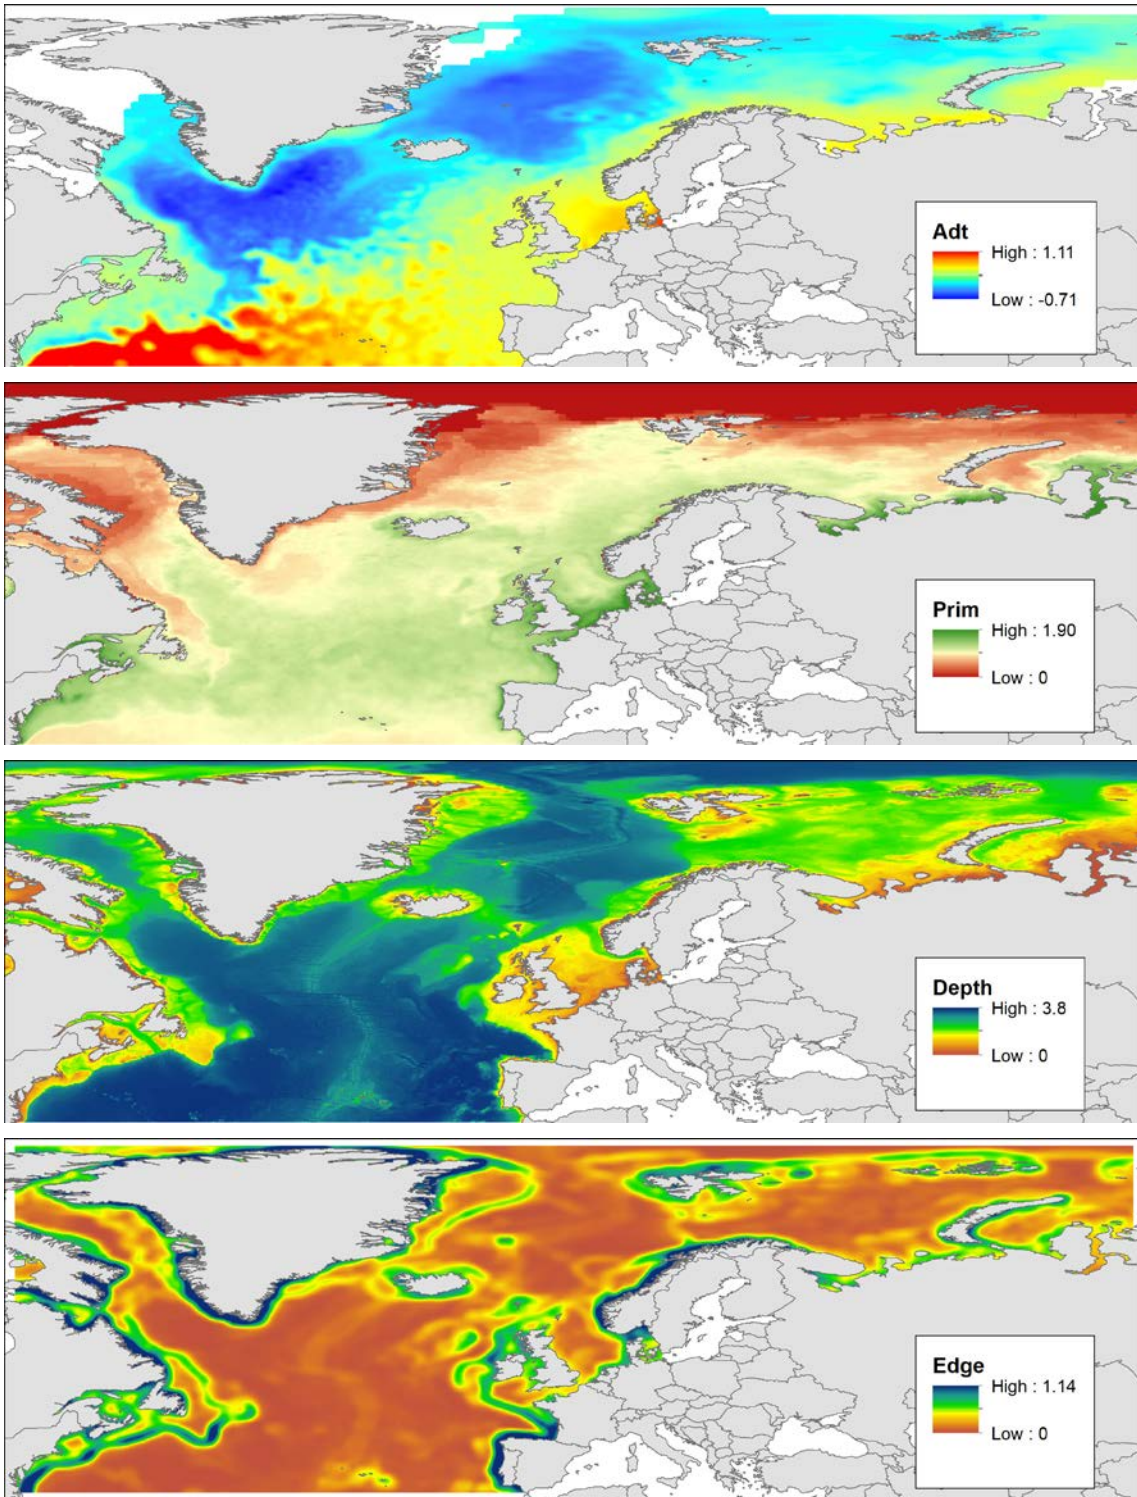 Adt
High : 1.11
Low : -0.71
Prim
High : 1.90
Low : 0
Depth
High : 3.8
Low : 0
Edge
High : 1.14
Low : 0